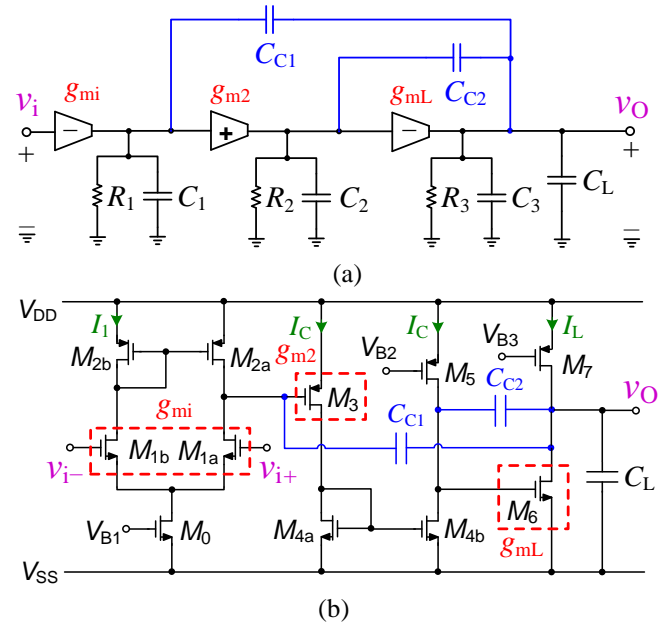 C_C1
C_C2
v_i g_mi g_m2 g_mL v_O
− + −
+ +
R_1 C_1 R_2 C_2 R_3 C_3 C_L
(a)
V_DD
I_1 I_C I_C I_L
g_m2 V_B2 V_B3
M_2b M_2a M_3 M_5 M_7
g_mi C_C2 v_O
C_C1
M_1b M_1a
v_i− v_i+ C_L
V_B1 M_0 M_4a M_4b M_6
g_mL
V_SS
(b)